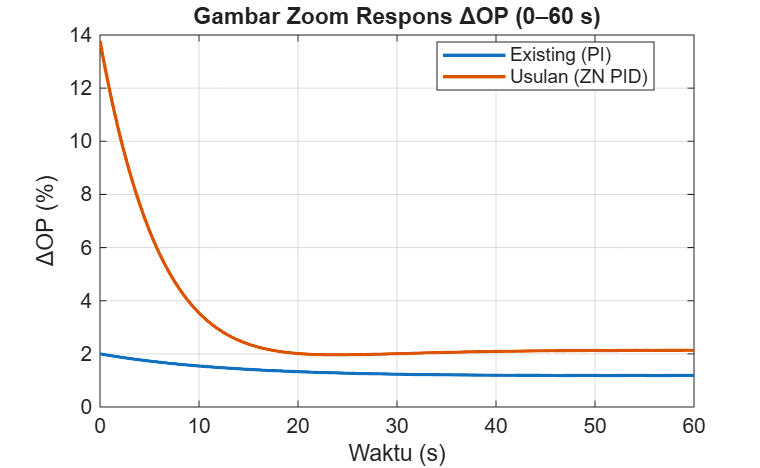 Gambar Zoom Respons ΔOP (0–60 s)
Existing (PI)
Usulan (ZN PID)
ΔOP (%)
14
12
10
8
6
4
2
0
0 10 20 30 40 50 60
Waktu (s)